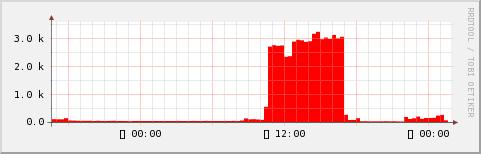 3.0 k
2.0 k
1.0 k
0.0
00:00 12:00 00:00
RRDTOOL / TOBI OETIKER